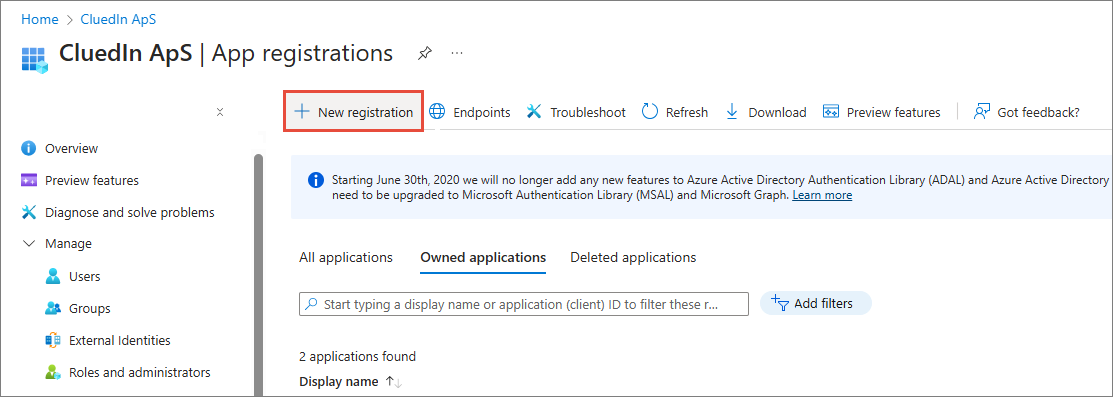 Home > CluedIn ApS
CluedIn ApS | App registrations ...
New registration Endpoints Troubleshoot Refresh Download Preview features Got feedback?
Overview
Preview features
Diagnose and solve problems
Manage
Users
Groups
External Identities
Roles and administrators
Starting June 30th, 2020 we will no longer add any new features to Azure Active Directory Authentication Library (ADAL) and Azure Active Directory
need to be upgraded to Microsoft Authentication Library (MSAL) and Microsoft Graph. Learn more
All applications Owned applications Deleted applications
Start typing a display name or application (client) ID to filter these r... Add filters
2 applications found
Display name ↑↓